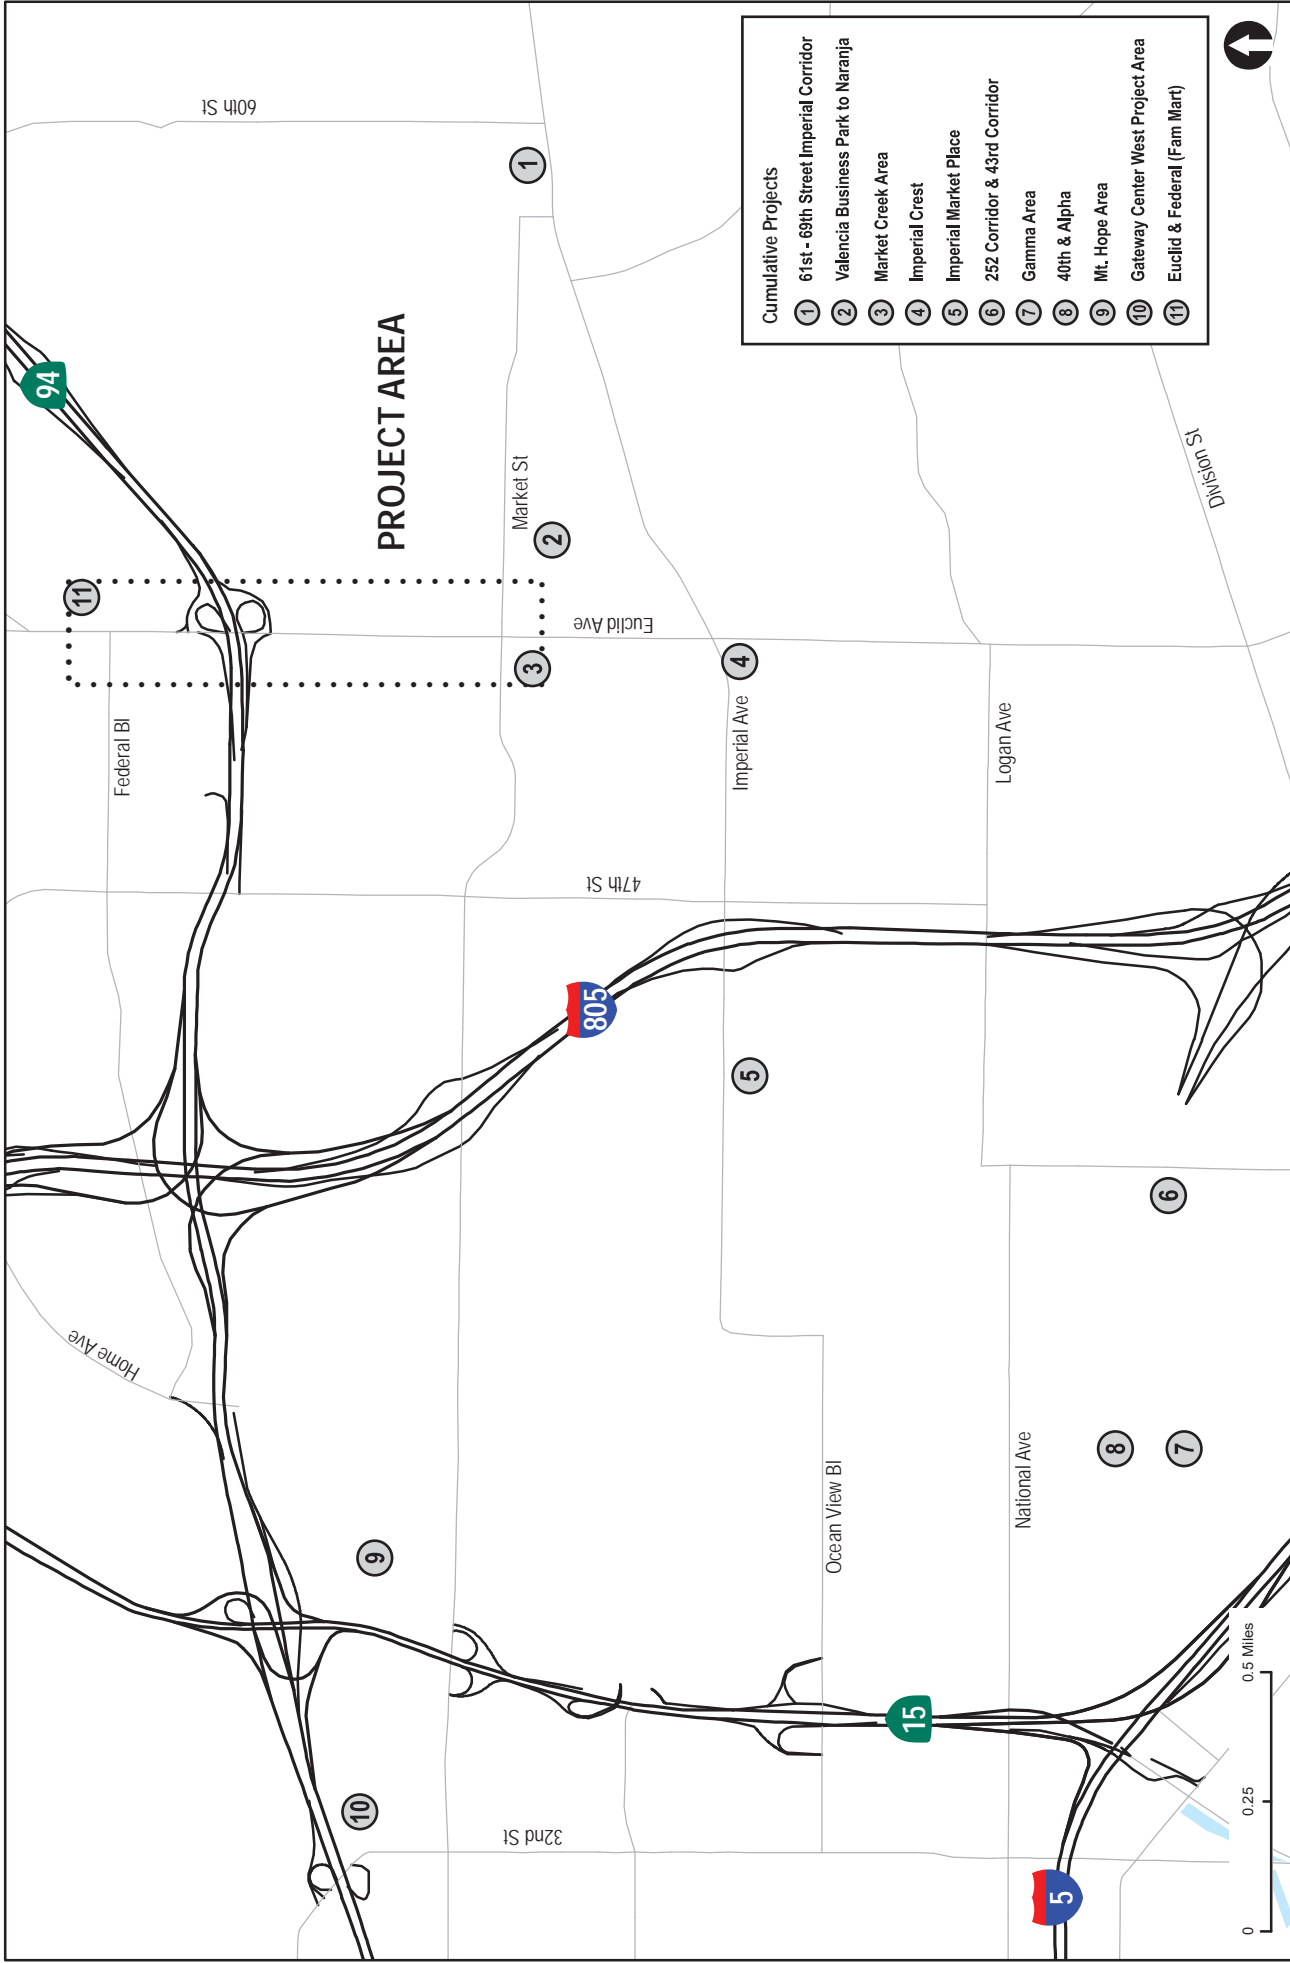 94
60th St
PROJECT AREA
11
Federal Bl
Market St
1
2
3
Euclid Ave
47th St
805
Home Ave
4
Imperial Ave
5
Logan Ave
Division St
6
9
10
32nd St
Ocean View Bl
15
National Ave
8
7
5
0
0.25
0.5 Miles
Cumulative Projects
1 61st - 69th Street Imperial Corridor
2 Valencia Business Park to Naranja
3 Market Creek Area
4 Imperial Crest
5 Imperial Market Place
6 252 Corridor & 43rd Corridor
7 Gamma Area
8 40th & Alpha
9 Mt. Hope Area
10 Gateway Center West Project Area
11 Euclid & Federal (Fam Mart)